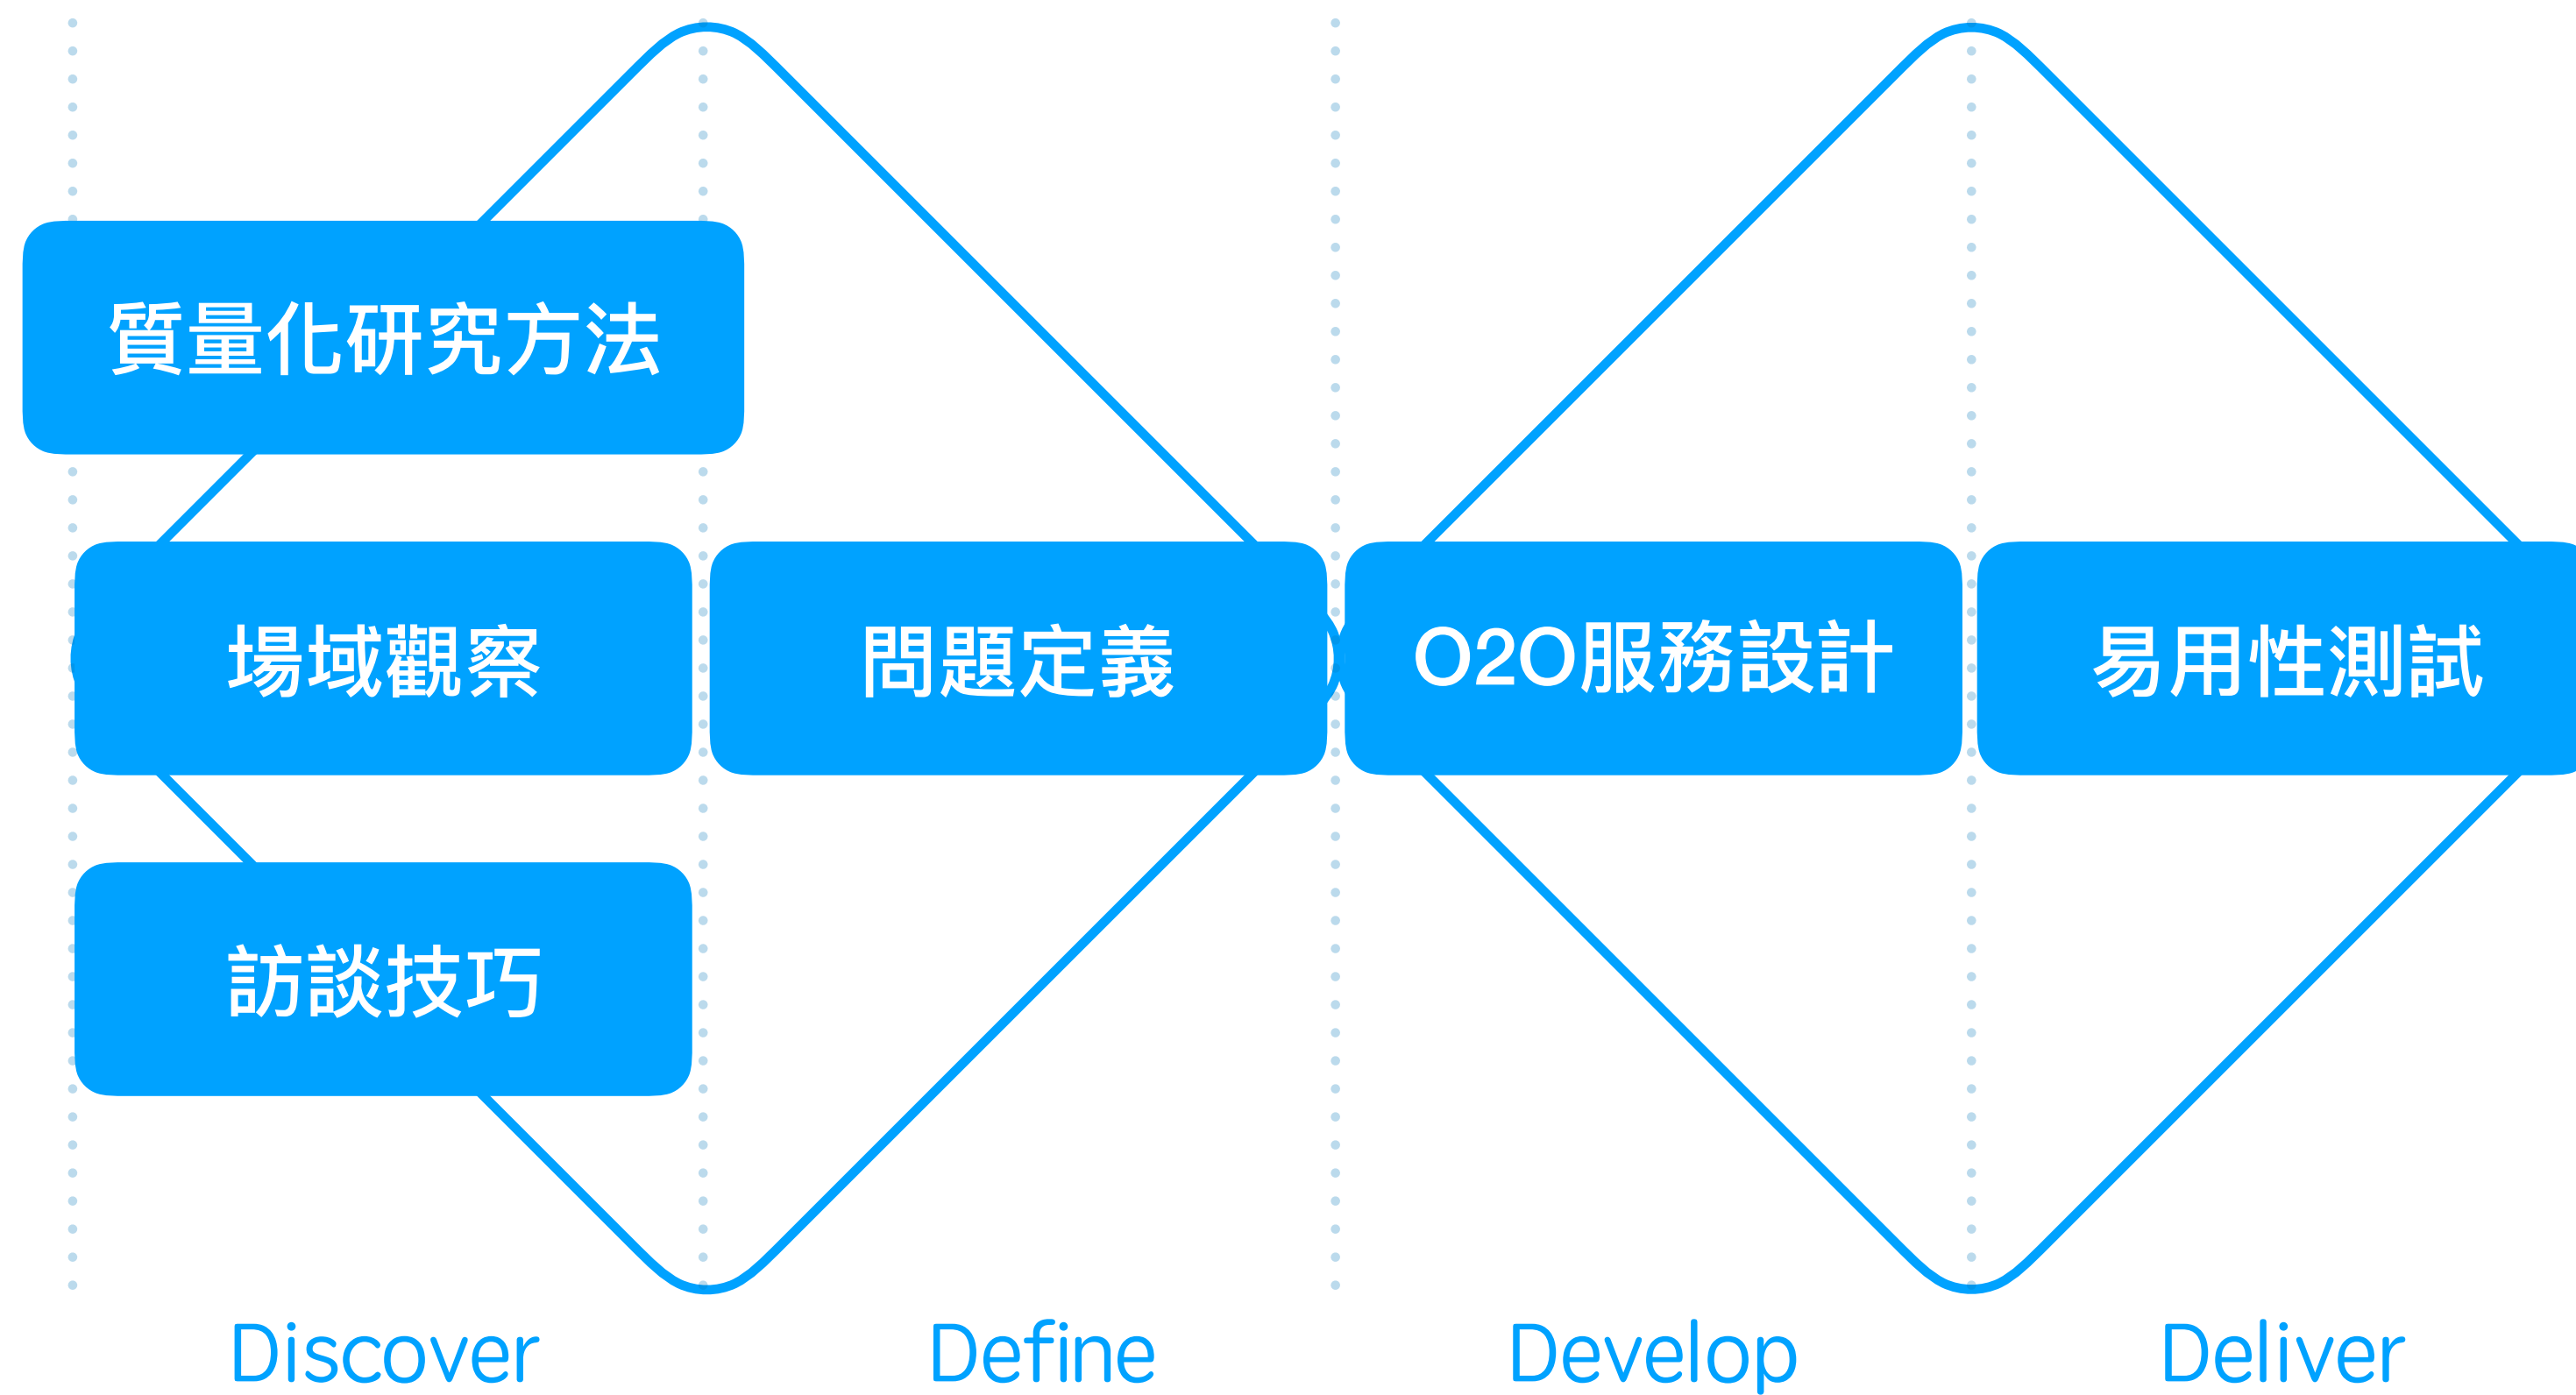 質量化研究方法
場域觀察
問題定義
O2O服務設計
易用性測試
訪談技巧
Discover
Define
Develop
Deliver